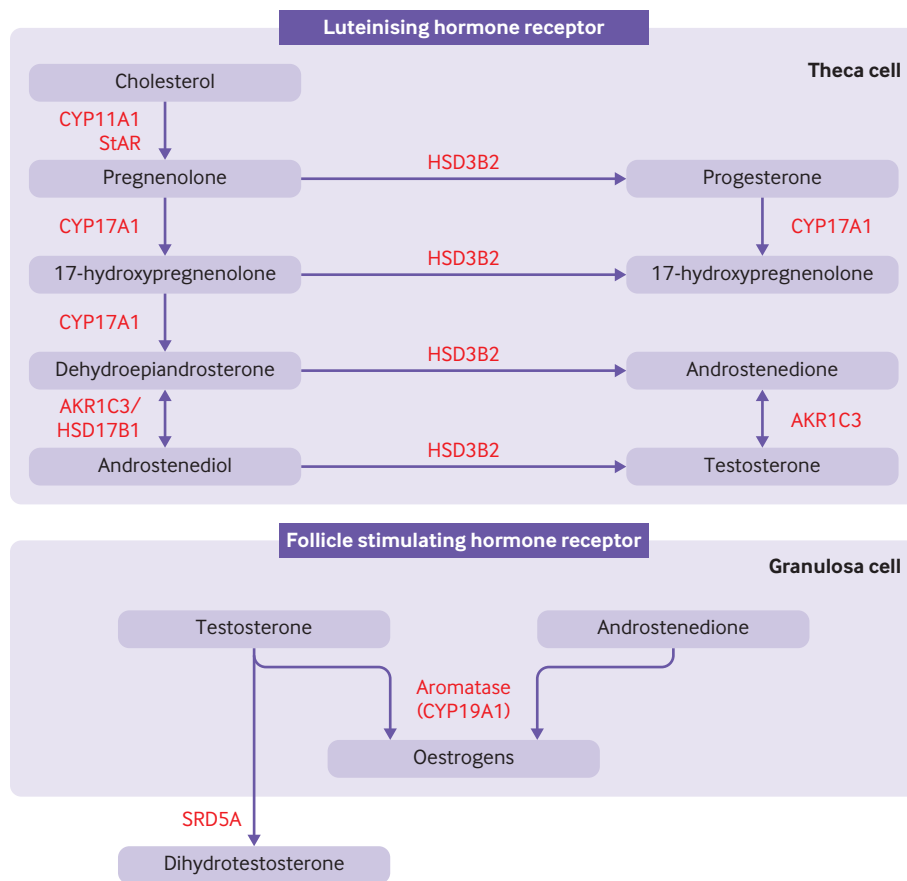 Luteinising hormone receptor
Theca cell
Cholesterol
CYP11A1
StAR
HSD3B2
Pregnenolone
Progesterone
CYP17A1
CYP17A1
HSD3B2
17-hydroxypregnenolone
17-hydroxypregnenolone
CYP17A1
HSD3B2
Dehydroepiandrosterone
Androstenedione
AKR1C3/
HSD17B1
AKR1C3
HSD3B2
Androstenediol
Testosterone
Follicle stimulating hormone receptor
Granulosa cell
Testosterone
Androstenedione
Aromatase
(CYP19A1)
Oestrogens
SRD5A
Dihydrotestosterone